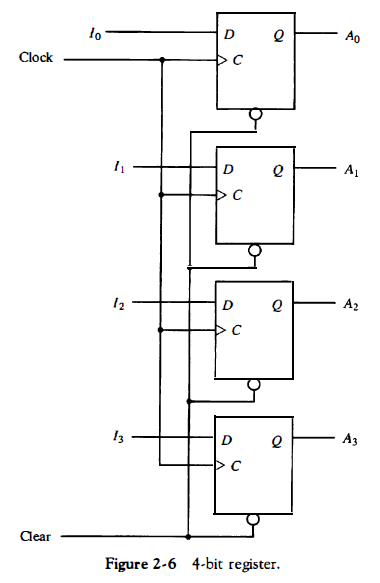 I0 D Q A0
Clock C
I1 D Q A1
C
I2 D Q A2
C
I3 D Q A3
C
Clear
Figure 2-6 4-bit register.